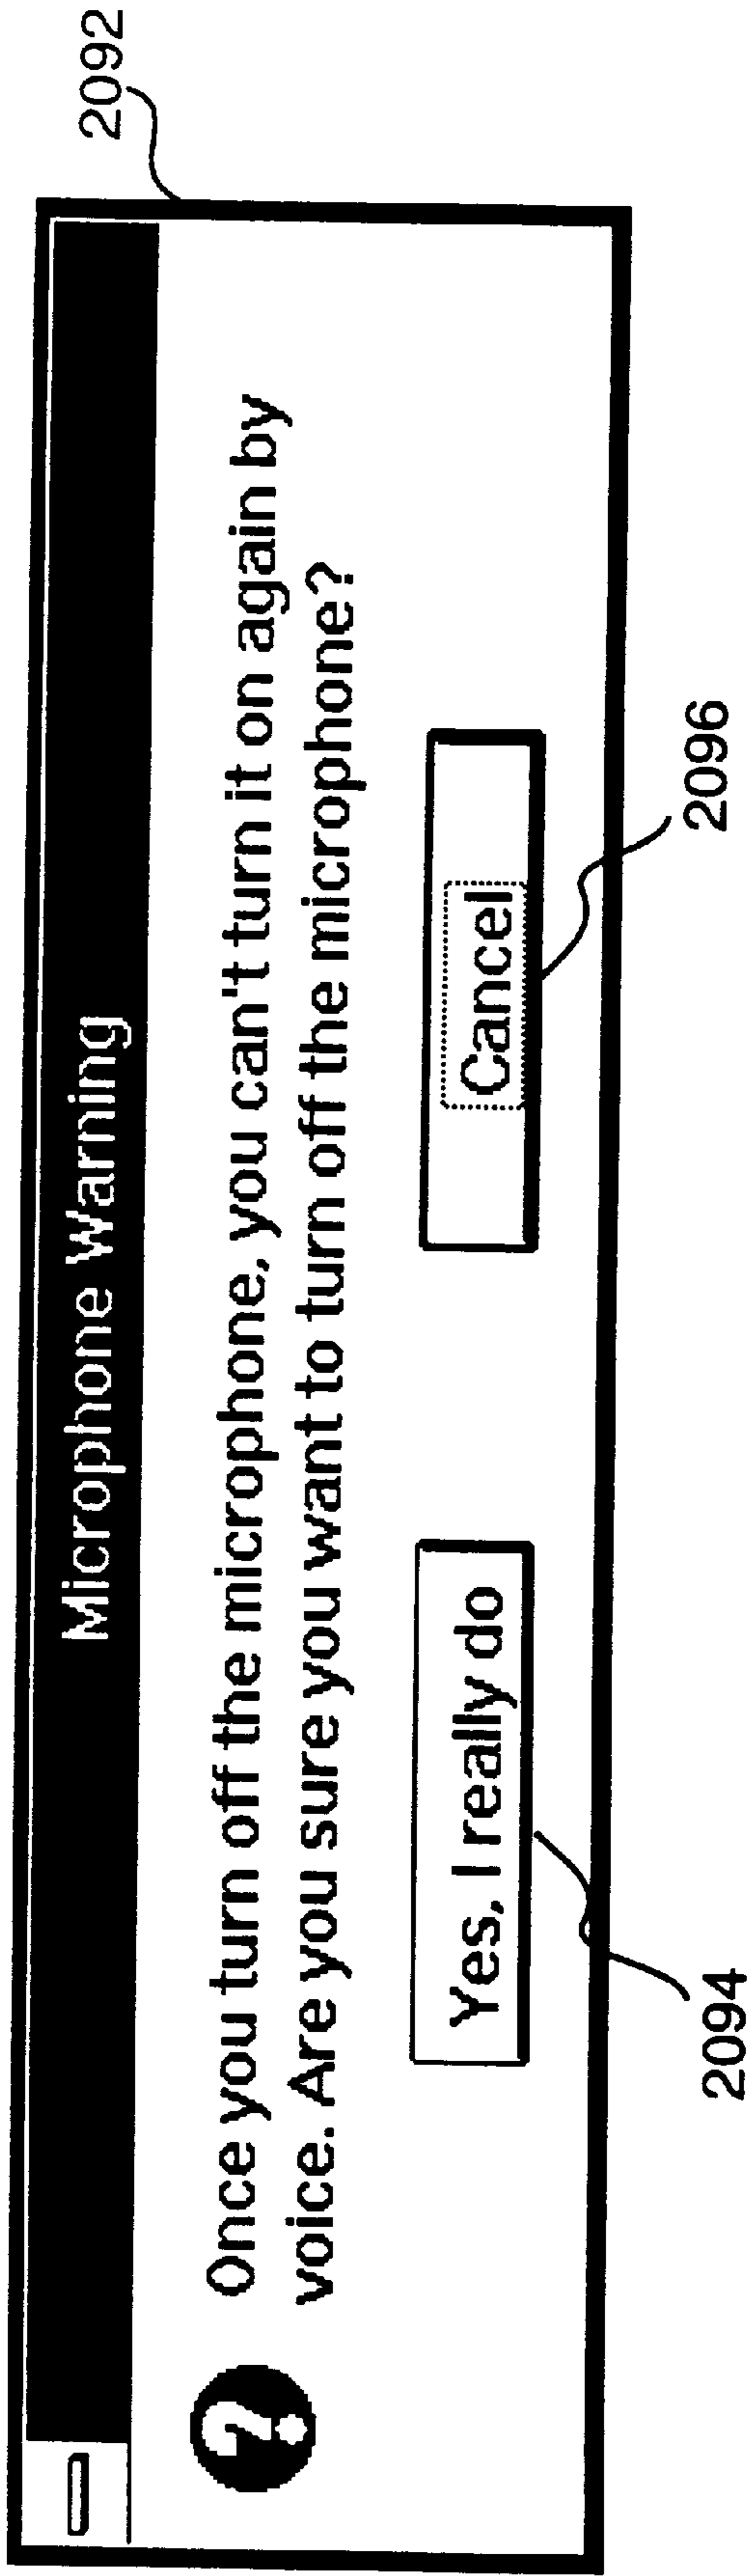 2092
Microphone Warning
? Once you turn off the microphone, you can't turn it on again by
voice. Are you sure you want to turn off the microphone?
Yes, I really do
Cancel
2094
2096